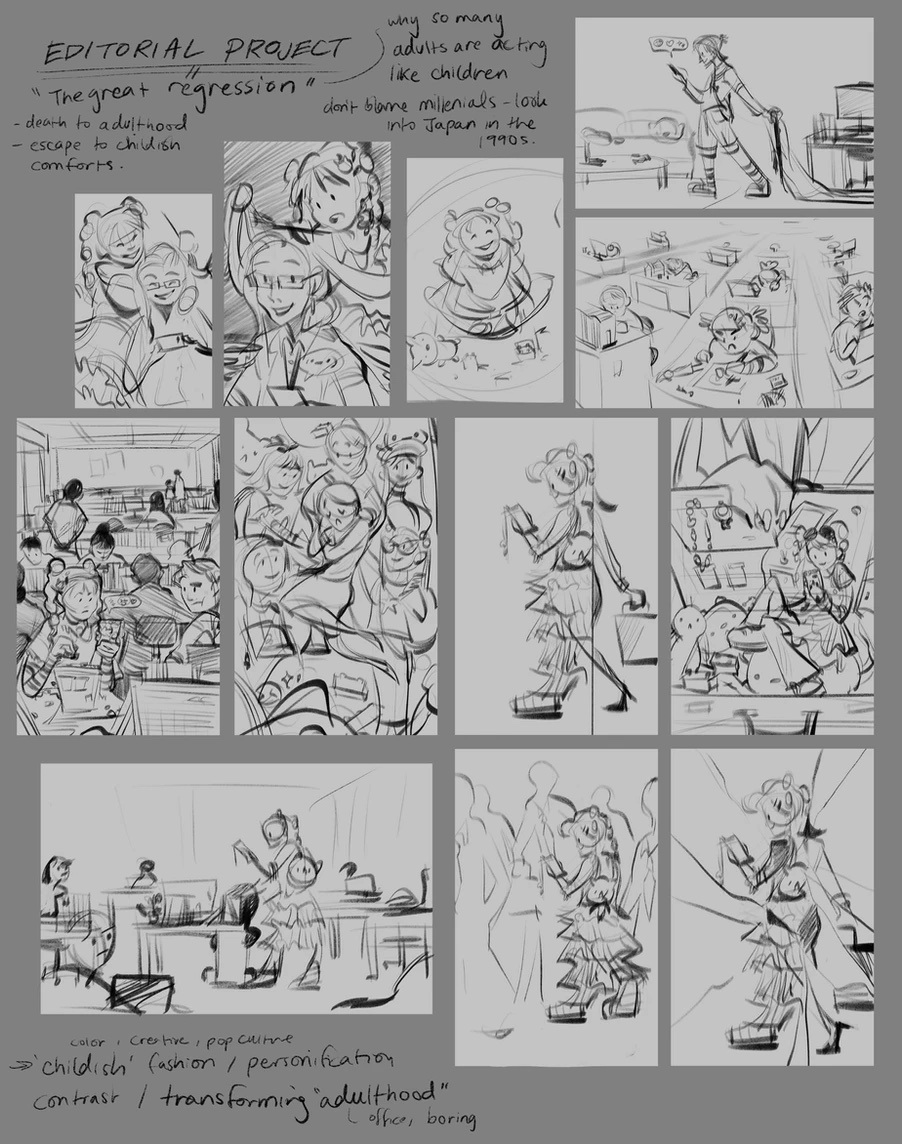 EDITORIAL PROJECT
"The great regression"
- death to adulthood
- escape to childish
comforts.
why so many
adults are acting
like children
don't blame millenials - look
into Japan in the
1990s.
color, creative, pop culture
→ 'childish' fashion / personification
contrast / transforming "adulthood"
office, boring